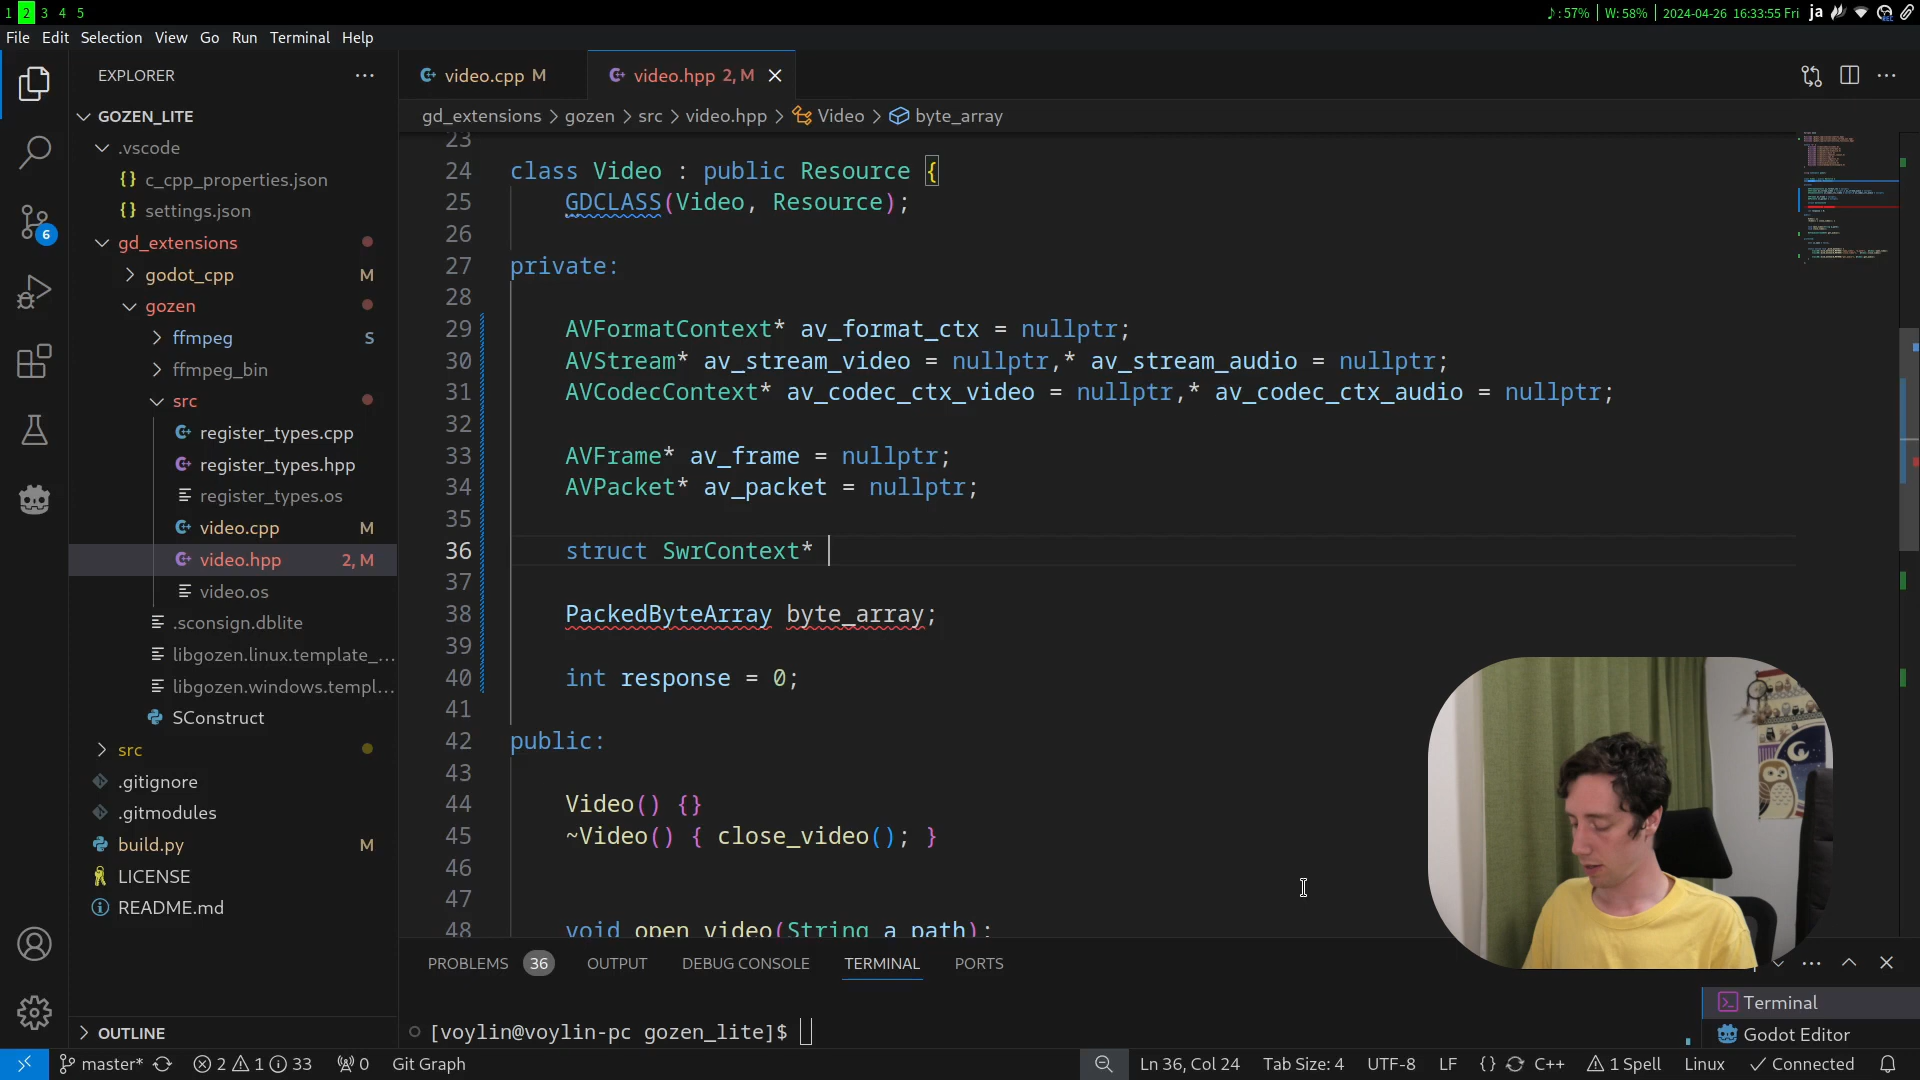 1 2 3 4 5
♪: 57% | W: 58% | 2024-04-26 16:33:55 Fri ja
File Edit Selection View Go Run Terminal Help
EXPLORER
GOZEN_LITE
.vscode
{} c_cpp_properties.json
{} settings.json
gd_extensions
godot_cpp M
gozen
ffmpeg S
ffmpeg_bin
src
register_types.cpp
register_types.hpp
register_types.os
video.cpp M
video.hpp 2, M
video.os
.sconsign.dblite
libgozen.linux.template_...
libgozen.windows.templ...
SConstruct
src
.gitignore
.gitmodules
build.py M
LICENSE
README.md
OUTLINE
6
video.cpp M
video.hpp 2, M
gd_extensions > gozen > src > video.hpp > Video > byte_array
23
24 class Video : public Resource {
25 GDCLASS(Video, Resource);
26
27 private:
28
29 AVFormatContext* av_format_ctx = nullptr;
30 AVStream* av_stream_video = nullptr,* av_stream_audio = nullptr;
31 AVCodecContext* av_codec_ctx_video = nullptr,* av_codec_ctx_audio = nullptr;
32
33 AVFrame* av_frame = nullptr;
34 AVPacket* av_packet = nullptr;
35
36 struct SwrContext*
37
38 PackedByteArray byte_array;
39
40 int response = 0;
41
42 public:
43
44 Video() {}
45 ~Video() { close_video(); }
46
47
48 void open_video(String a_path);
PROBLEMS 36 OUTPUT DEBUG CONSOLE TERMINAL PORTS
[voylin@voylin-pc gozen_lite]$
Terminal
Godot Editor
master* 2 1 33 0 Git Graph
Ln 36, Col 24 Tab Size: 4 UTF-8 LF {} C++ 1 Spell Linux Connected